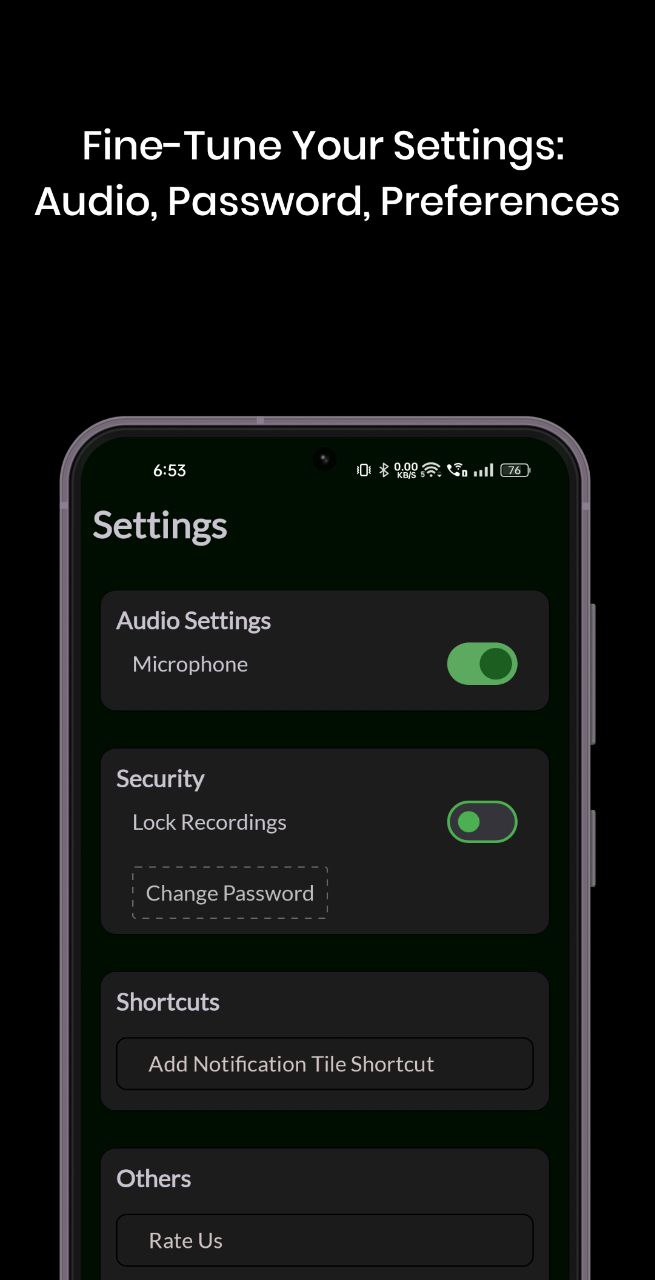 Fine-Tune Your Settings:
Audio, Password, Preferences
6:53
0.00
KB/S
5
76
Settings
Audio Settings
Microphone
Security
Lock Recordings
Change Password
Shortcuts
Add Notification Tile Shortcut
Others
Rate Us